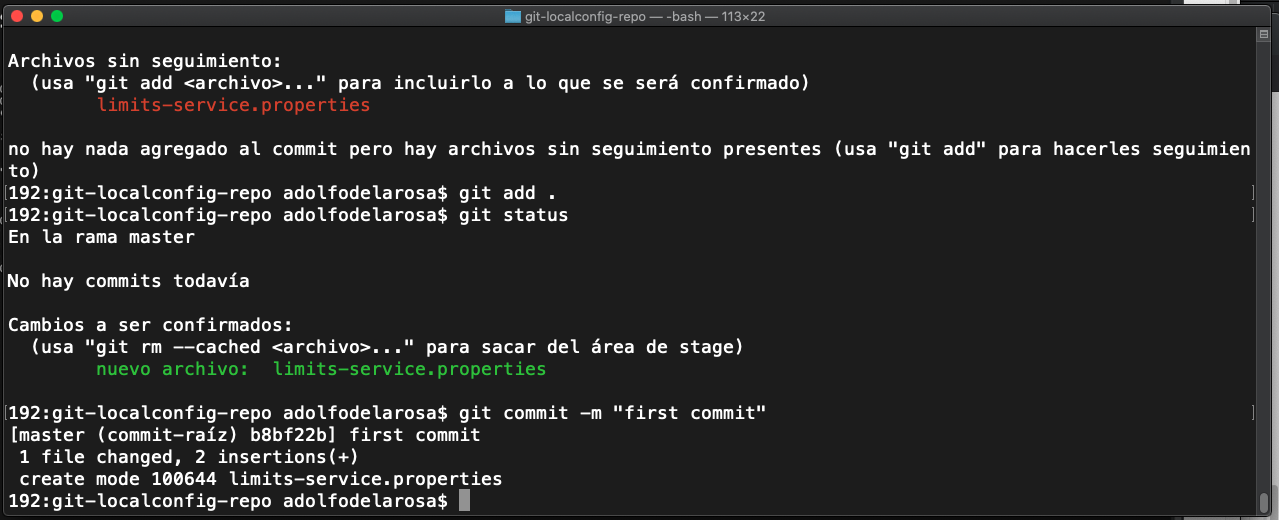 git-localconfig-repo — -bash — 113×22
Archivos sin seguimiento:
  (usa "git add <archivo>..." para incluirlo a lo que se será confirmado)
        limits-service.properties
no hay nada agregado al commit pero hay archivos sin seguimiento presentes (usa "git add" para hacerles seguimien
to)
[192:git-localconfig-repo adolfodelarosa$ git add . ]
[192:git-localconfig-repo adolfodelarosa$ git status ]
En la rama master
No hay commits todavía
Cambios a ser confirmados:
  (usa "git rm --cached <archivo>..." para sacar del área de stage)
        nuevo archivo:  limits-service.properties
[192:git-localconfig-repo adolfodelarosa$ git commit -m "first commit" ]
[master (commit-raíz) b8bf22b] first commit
 1 file changed, 2 insertions(+)
 create mode 100644 limits-service.properties
192:git-localconfig-repo adolfodelarosa$